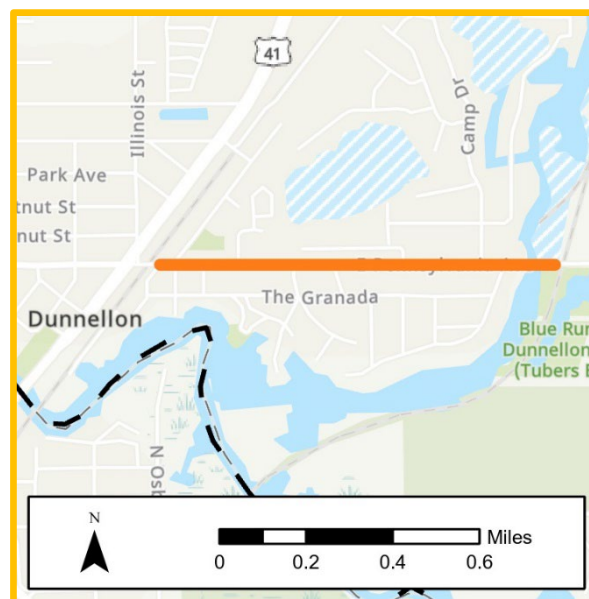 41
Illinois St
Camp Dr
Park Ave
tnut St
nut St
The Granada
Dunnellon
Blue Run
Dunnellon
(Tubers E
N Osb
N
Miles
0 0.2 0.4 0.6